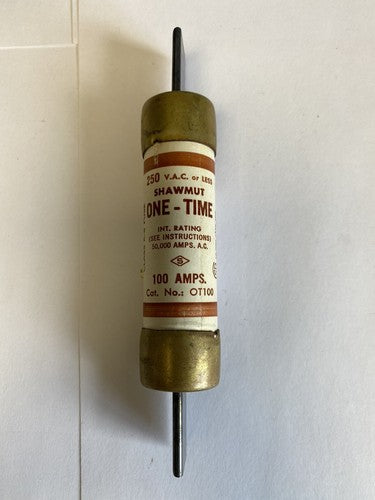 250 V.A.C. or LESS
SHAWMUT
ONE-TIME
INT. RATING
(SEE INSTRUCTIONS)
50,000 AMPS. A.C.
S
100 AMPS.
Cat. No.: OT100